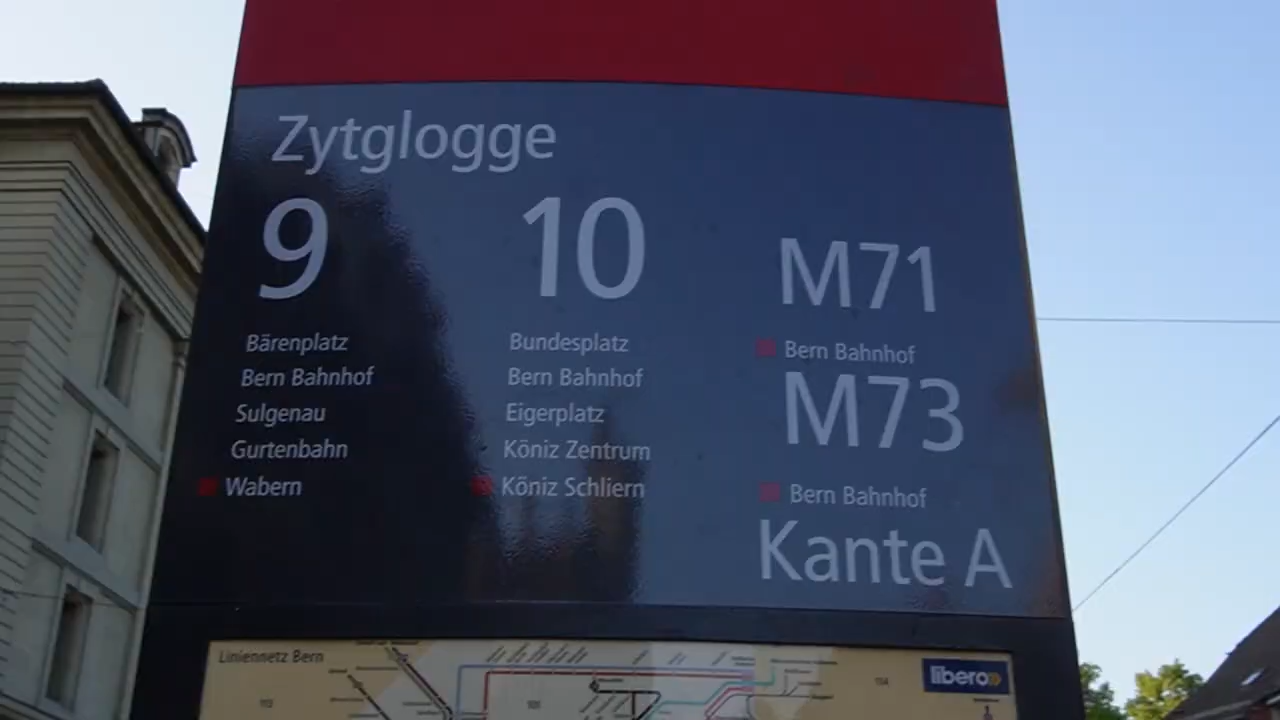 Zytglogge
9
Bärenplatz
Bern Bahnhof
Sulgenau
Gurtenbahn
Wabern
10
Bundesplatz
Bern Bahnhof
Eigerplatz
Köniz Zentrum
Köniz Schliern
M71
Bern Bahnhof
M73
Bern Bahnhof
Kante A
Liniennetz Bern
libero